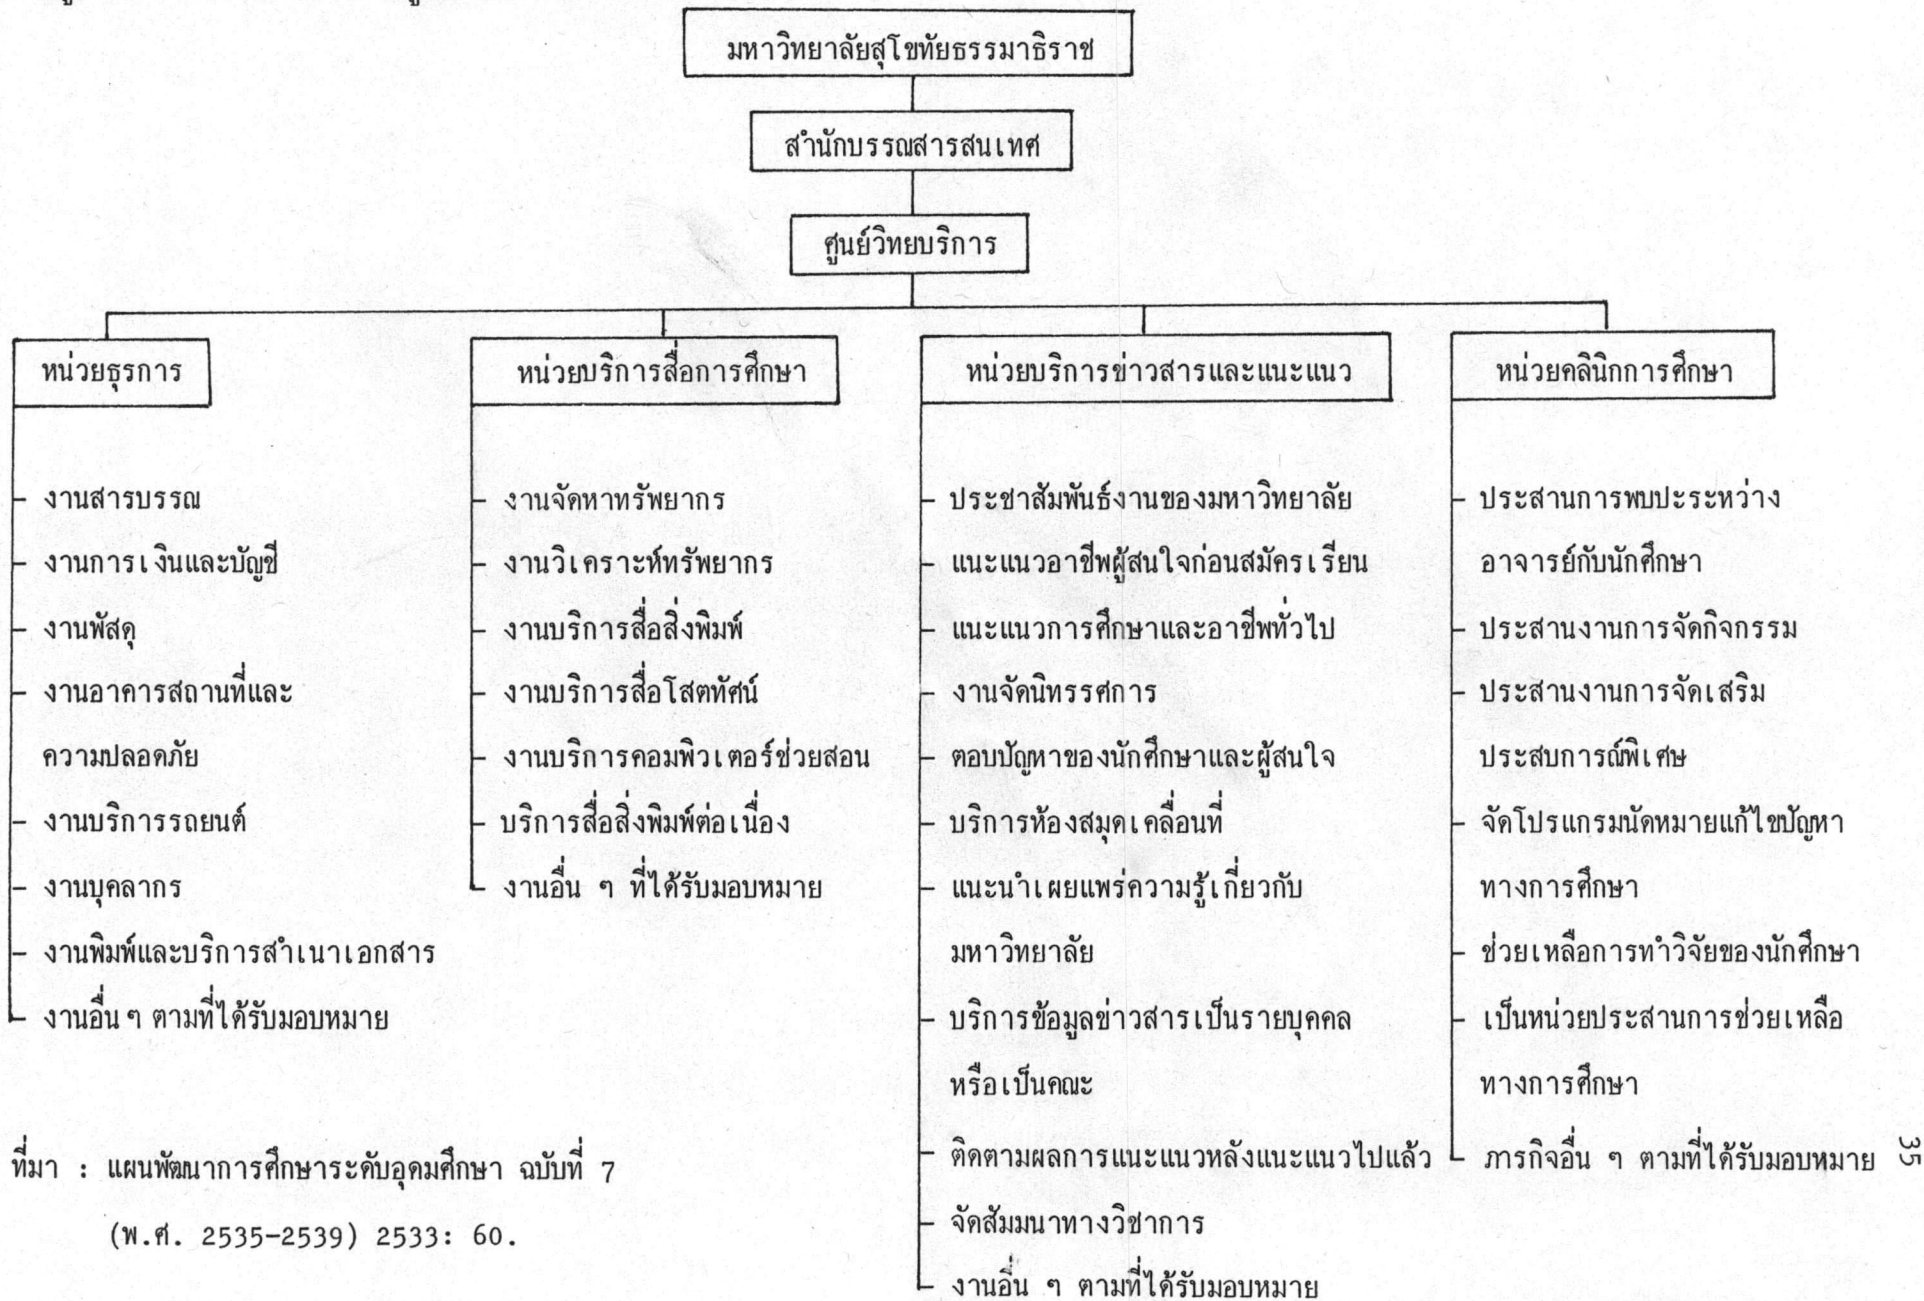 มหาวิทยาลัยสุโขทัยธรรมาธิราช
สำนักบรรณสารสนเทศ
ศูนย์วิทยบริการ
หน่วยธุรการ
- งานสารบรรณ
- งานการเงินและบัญชี
- งานพัสดุ
- งานอาคารสถานที่และ
ความปลอดภัย
- งานบริการรถยนต์
- งานบุคลากร
- งานพิมพ์และบริการสำเนาเอกสาร
- งานอื่น ๆ ตามที่ได้รับมอบหมาย
หน่วยบริการสื่อการศึกษา
- งานจัดหาทรัพยากร
- งานวิเคราะห์ทรัพยากร
- งานบริการสื่อสิ่งพิมพ์
- งานบริการสื่อโสตทัศน์
- งานบริการคอมพิวเตอร์ช่วยสอน
- บริการสื่อสิ่งพิมพ์ต่อเนื่อง
- งานอื่น ๆ ที่ได้รับมอบหมาย
หน่วยบริการข่าวสารและแนะแนว
- ประชาสัมพันธ์งานของมหาวิทยาลัย
- แนะแนวอาชีพผู้สนใจก่อนสมัครเรียน
- แนะแนวการศึกษาและอาชีพทั่วไป
- งานจัดนิทรรศการ
- ตอบปัญหาของนักศึกษาและผู้สนใจ
- บริการห้องสมุดเคลื่อนที่
- แนะนำเผยแพร่ความรู้เกี่ยวกับ
มหาวิทยาลัย
- บริการข้อมูลข่าวสารเป็นรายบุคคล
หรือเป็นคณะ
- ติดตามผลการแนะแนวหลังแนะแนวไปแล้ว
- จัดสัมมนาทางวิชาการ
- งานอื่น ๆ ตามที่ได้รับมอบหมาย
หน่วยคลินิกการศึกษา
- ประสานการพบปะระหว่าง
อาจารย์กับนักศึกษา
- ประสานงานการจัดกิจกรรม
- ประสานงานการจัดเสริม
ประสบการณ์พิเศษ
- จัดโปรแกรมนัดหมายแก้ไขปัญหา
ทางการศึกษา
- ช่วยเหลือการทำวิจัยของนักศึกษา
- เป็นหน่วยประสานการช่วยเหลือ
ทางการศึกษา
- ภารกิจอื่น ๆ ตามที่ได้รับมอบหมาย
ที่มา : แผนพัฒนาการศึกษาระดับอุดมศึกษา ฉบับที่ 7
(พ.ศ. 2535-2539) 2533: 60.
35